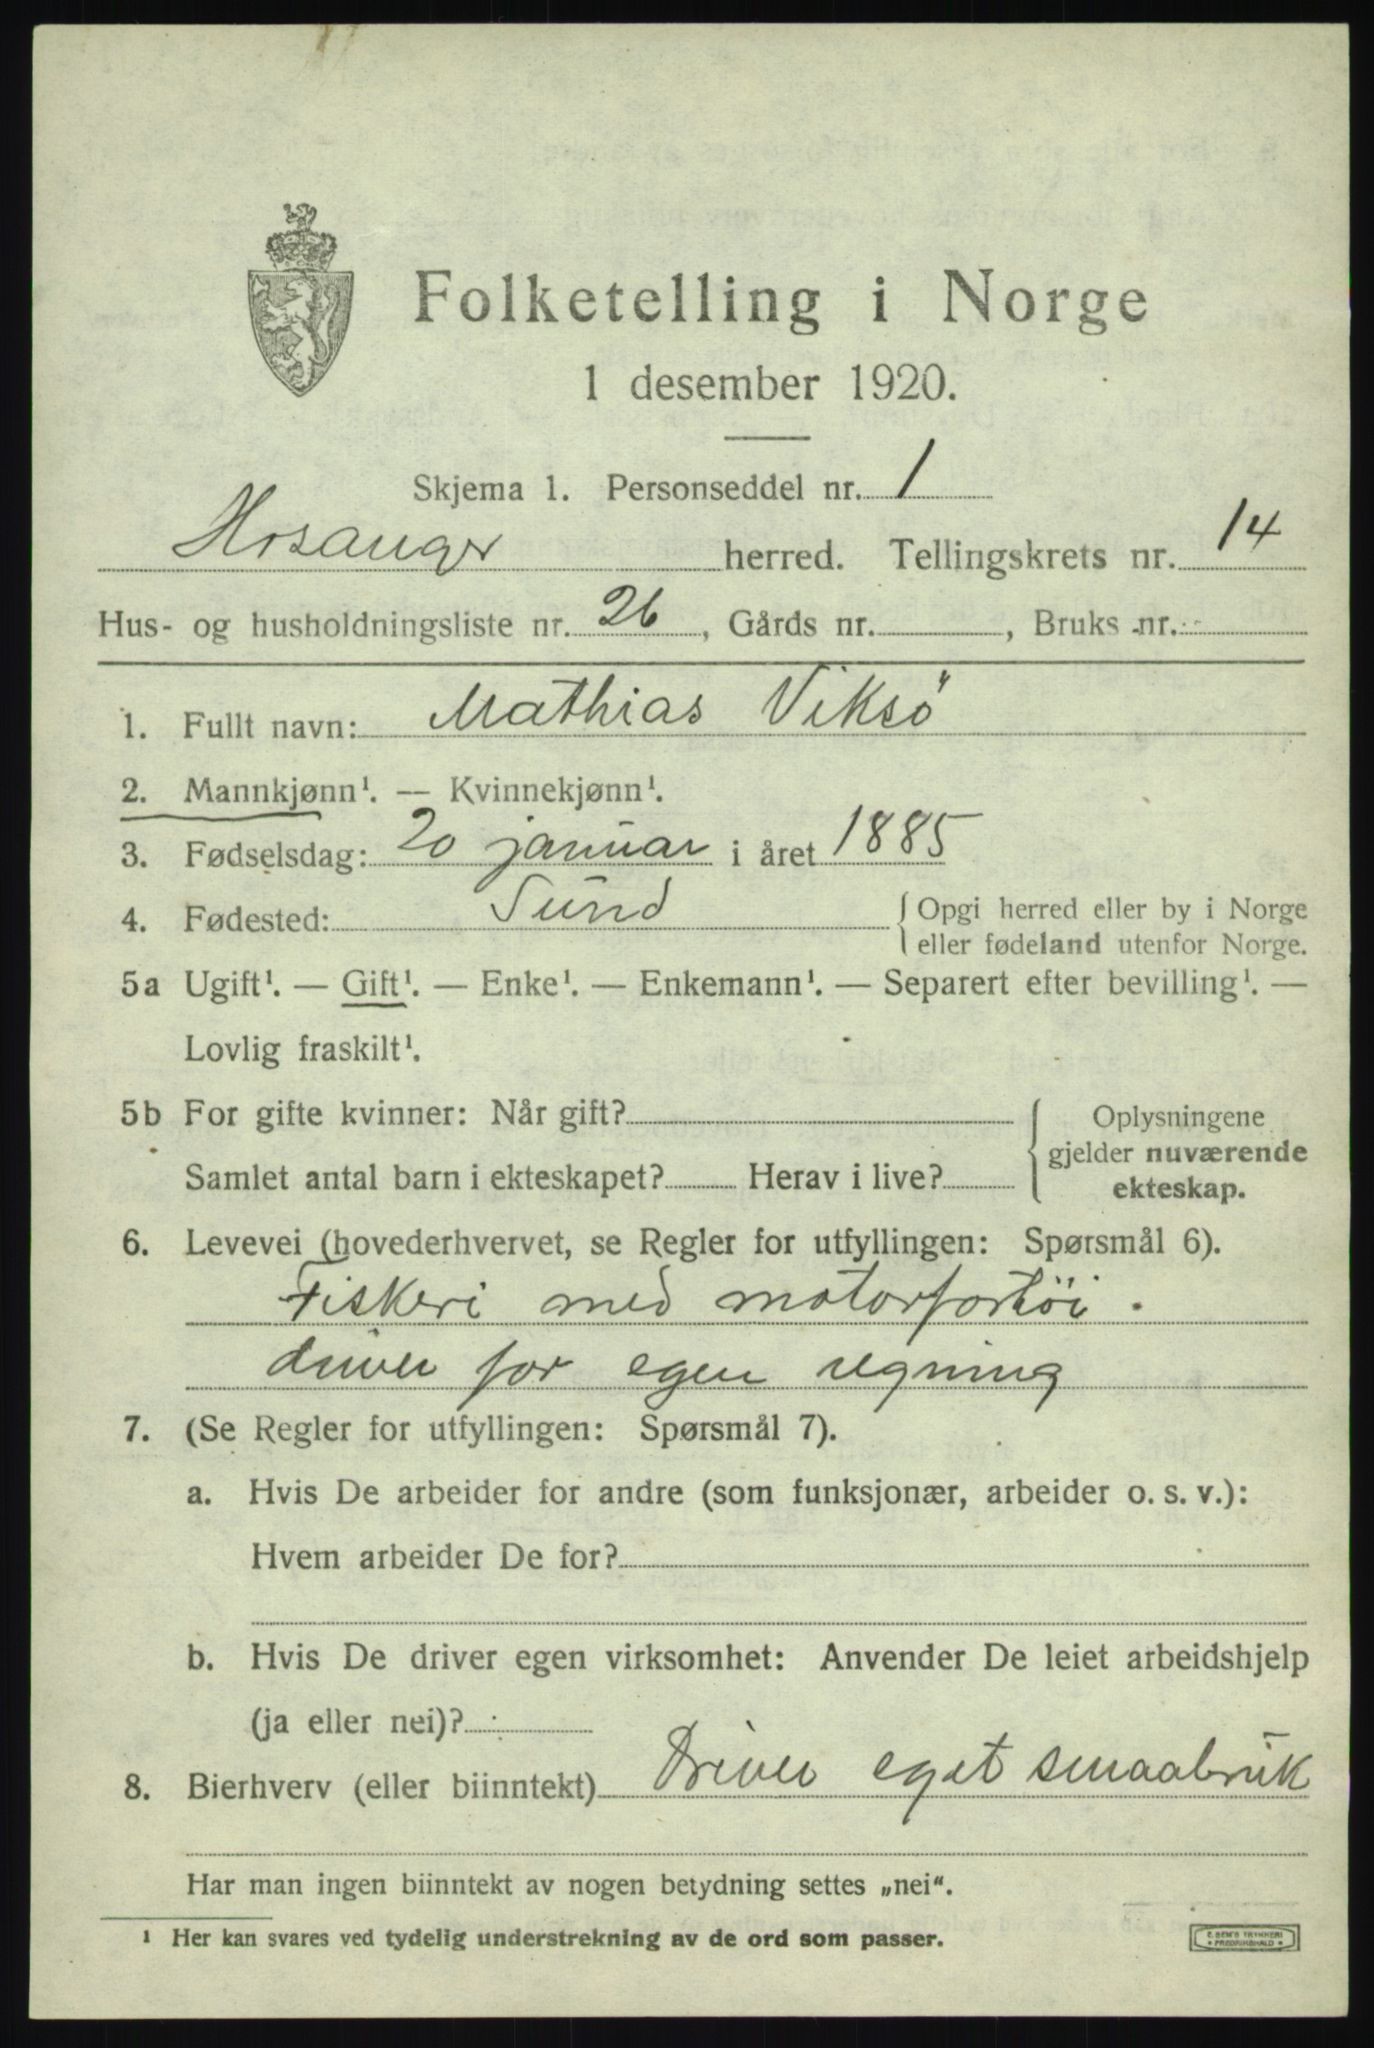 Folketelling i Norge
1 desember 1920.
Skjema 1. Personseddel nr. 1
Hosanger herred. Tellingskrets nr. 14
Hus- og husholdningsliste nr. 26, Gårds nr. , Bruks nr.
1. Fullt navn: Mathias Viksö
2. Mannkjønn¹. — Kvinnekjønn¹.
3. Fødselsdag: 20 januar i året 1885
4. Fødested: Sund { Opgi herred eller by i Norge
eller fødeland utenfor Norge.
5a Ugift¹. — Gift¹. — Enke¹. — Enkemann¹. — Separert efter bevilling¹. —
Lovlig fraskilt¹.
5b For gifte kvinner: Når gift? { Oplysningene
gjelder nuværende
Samlet antal barn i ekteskapet? Herav i live?
ekteskap.
6. Levevei (hovederhvervet, se Regler for utfyllingen: Spørsmål 6).
Fiskeri med motorfortöi.
driver for egen regning
7. (Se Regler for utfyllingen: Spørsmål 7).
a. Hvis De arbeider for andre (som funksjonær, arbeider o. s. v.):
Hvem arbeider De for?
b. Hvis De driver egen virksomhet: Anvender De leiet arbeidshjelp
(ja eller nei)?
8. Bierhverv (eller biinntekt) Driver eget smaabruk
Har man ingen biinntekt av nogen betydning settes „nei“.
¹ Her kan svares ved tydelig understrekning av de ord som passer.